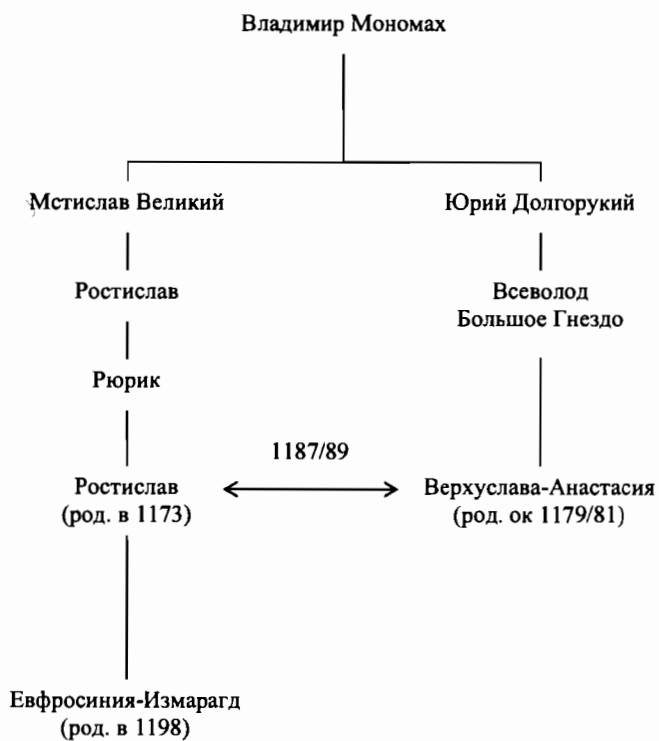 Владимир Мономах
Мстислав Великий
Юрий Долгорукий
Ростислав
Всеволод
Большое Гнездо
Рюрик
1187/89
Ростислав
(род. в 1173)
Верхуслава-Анастасия
(род. ок 1179/81)
Евфросиния-Измарагд
(род. в 1198)